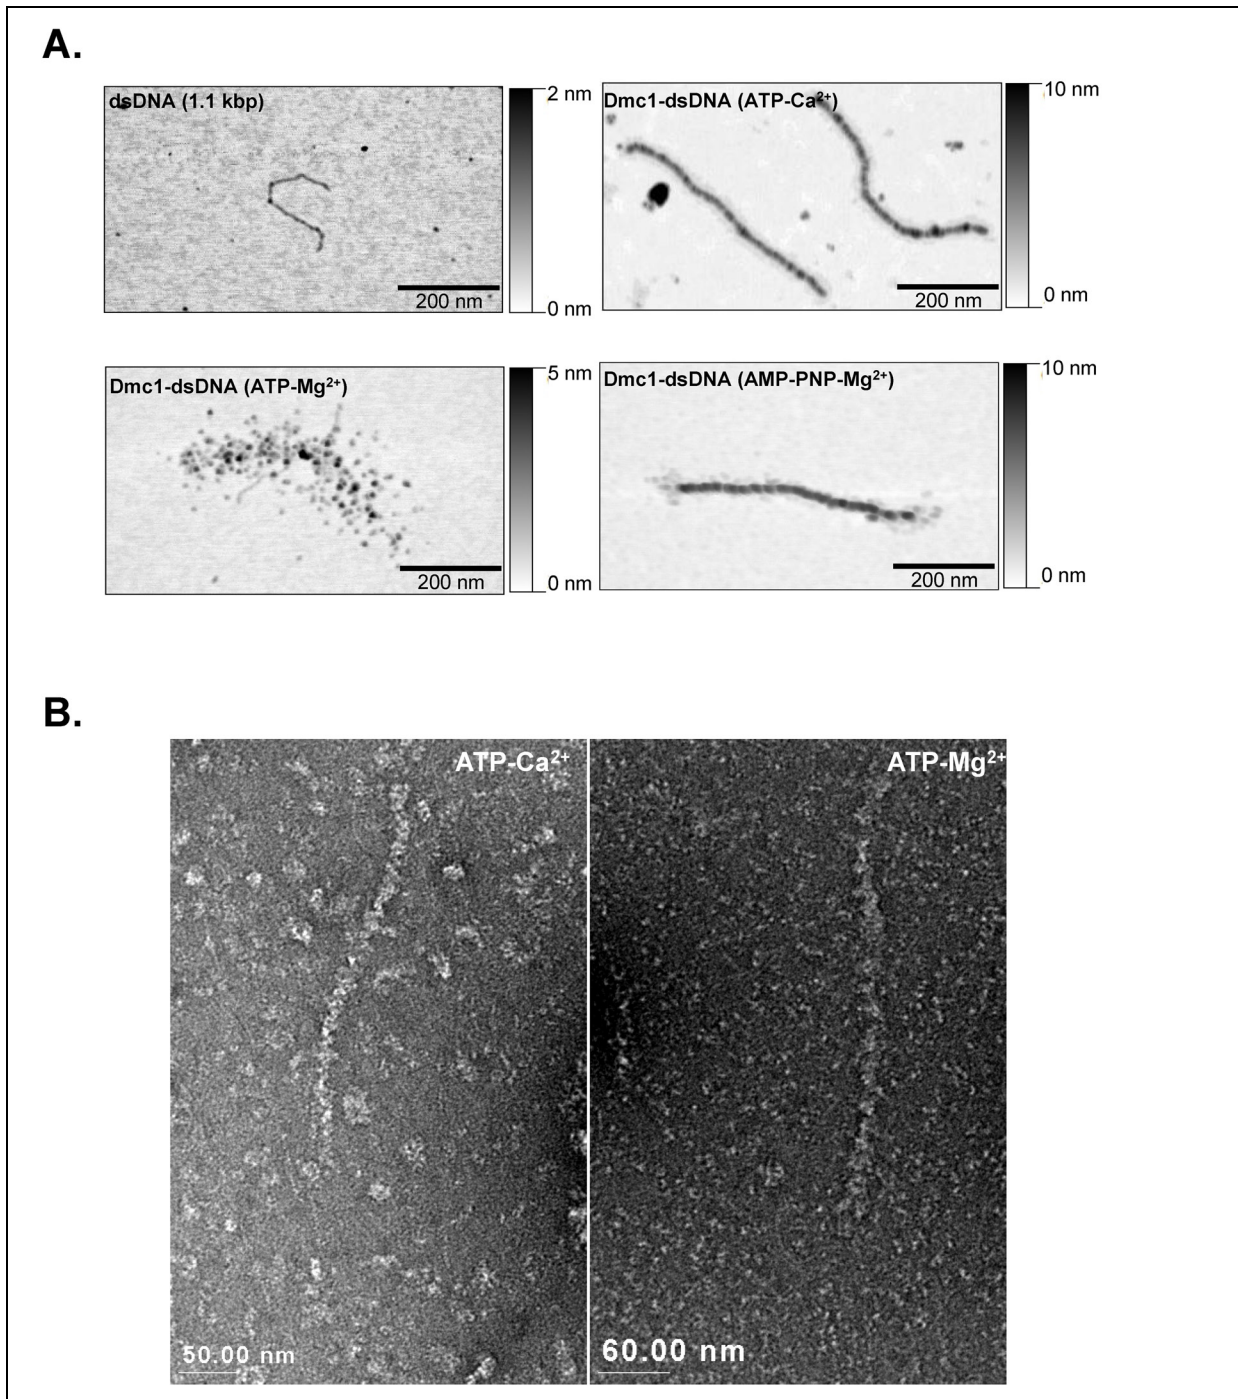 A.
dsDNA (1.1 kbp)
2 nm
0 nm
200 nm
Dmc1-dsDNA (ATP-Ca²⁺)
10 nm
0 nm
200 nm
Dmc1-dsDNA (ATP-Mg²⁺)
5 nm
0 nm
200 nm
Dmc1-dsDNA (AMP-PNP-Mg²⁺)
10 nm
0 nm
200 nm
B.
ATP-Ca²⁺
50.00 nm
ATP-Mg²⁺
60.00 nm